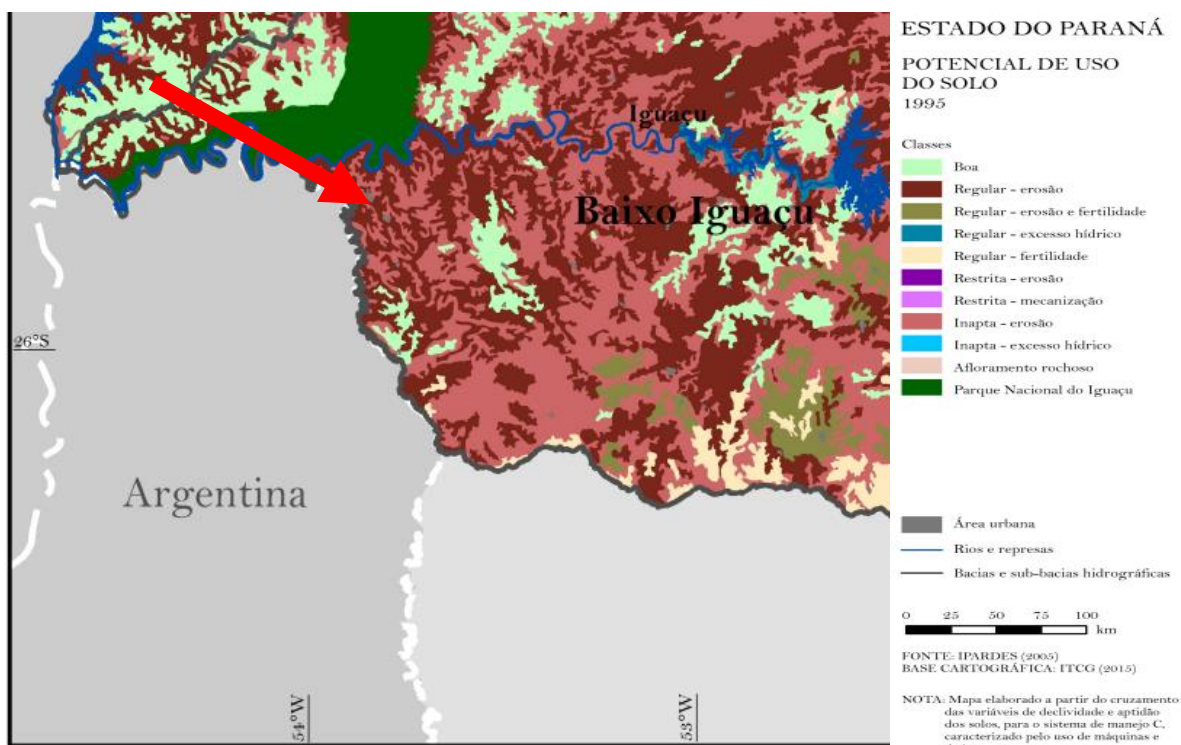 Iguaçu
Baixo Iguaçu
26°S
Argentina
54°W
53°W
ESTADO DO PARANÁ
POTENCIAL DE USO
DO SOLO
1995
Classes
Boa
Regular - erosão
Regular - erosão e fertilidade
Regular - excesso hídrico
Regular - fertilidade
Restrita - erosão
Restrita - mecanização
Inapta - erosão
Inapta - excesso hídrico
Afloramento rochoso
Parque Nacional do Iguaçu
Área urbana
Rios e represas
Bacias e sub-bacias hidrográficas
0 25 50 75 100
km
FONTE: IPARDES (2005)
BASE CARTOGRÁFICA: ITCG (2015)
NOTA: Mapa elaborado a partir do cruzamento
das variáveis de declividade e aptidão
dos solos, para o sistema de manejo C,
caracterizado pelo uso de máquinas e